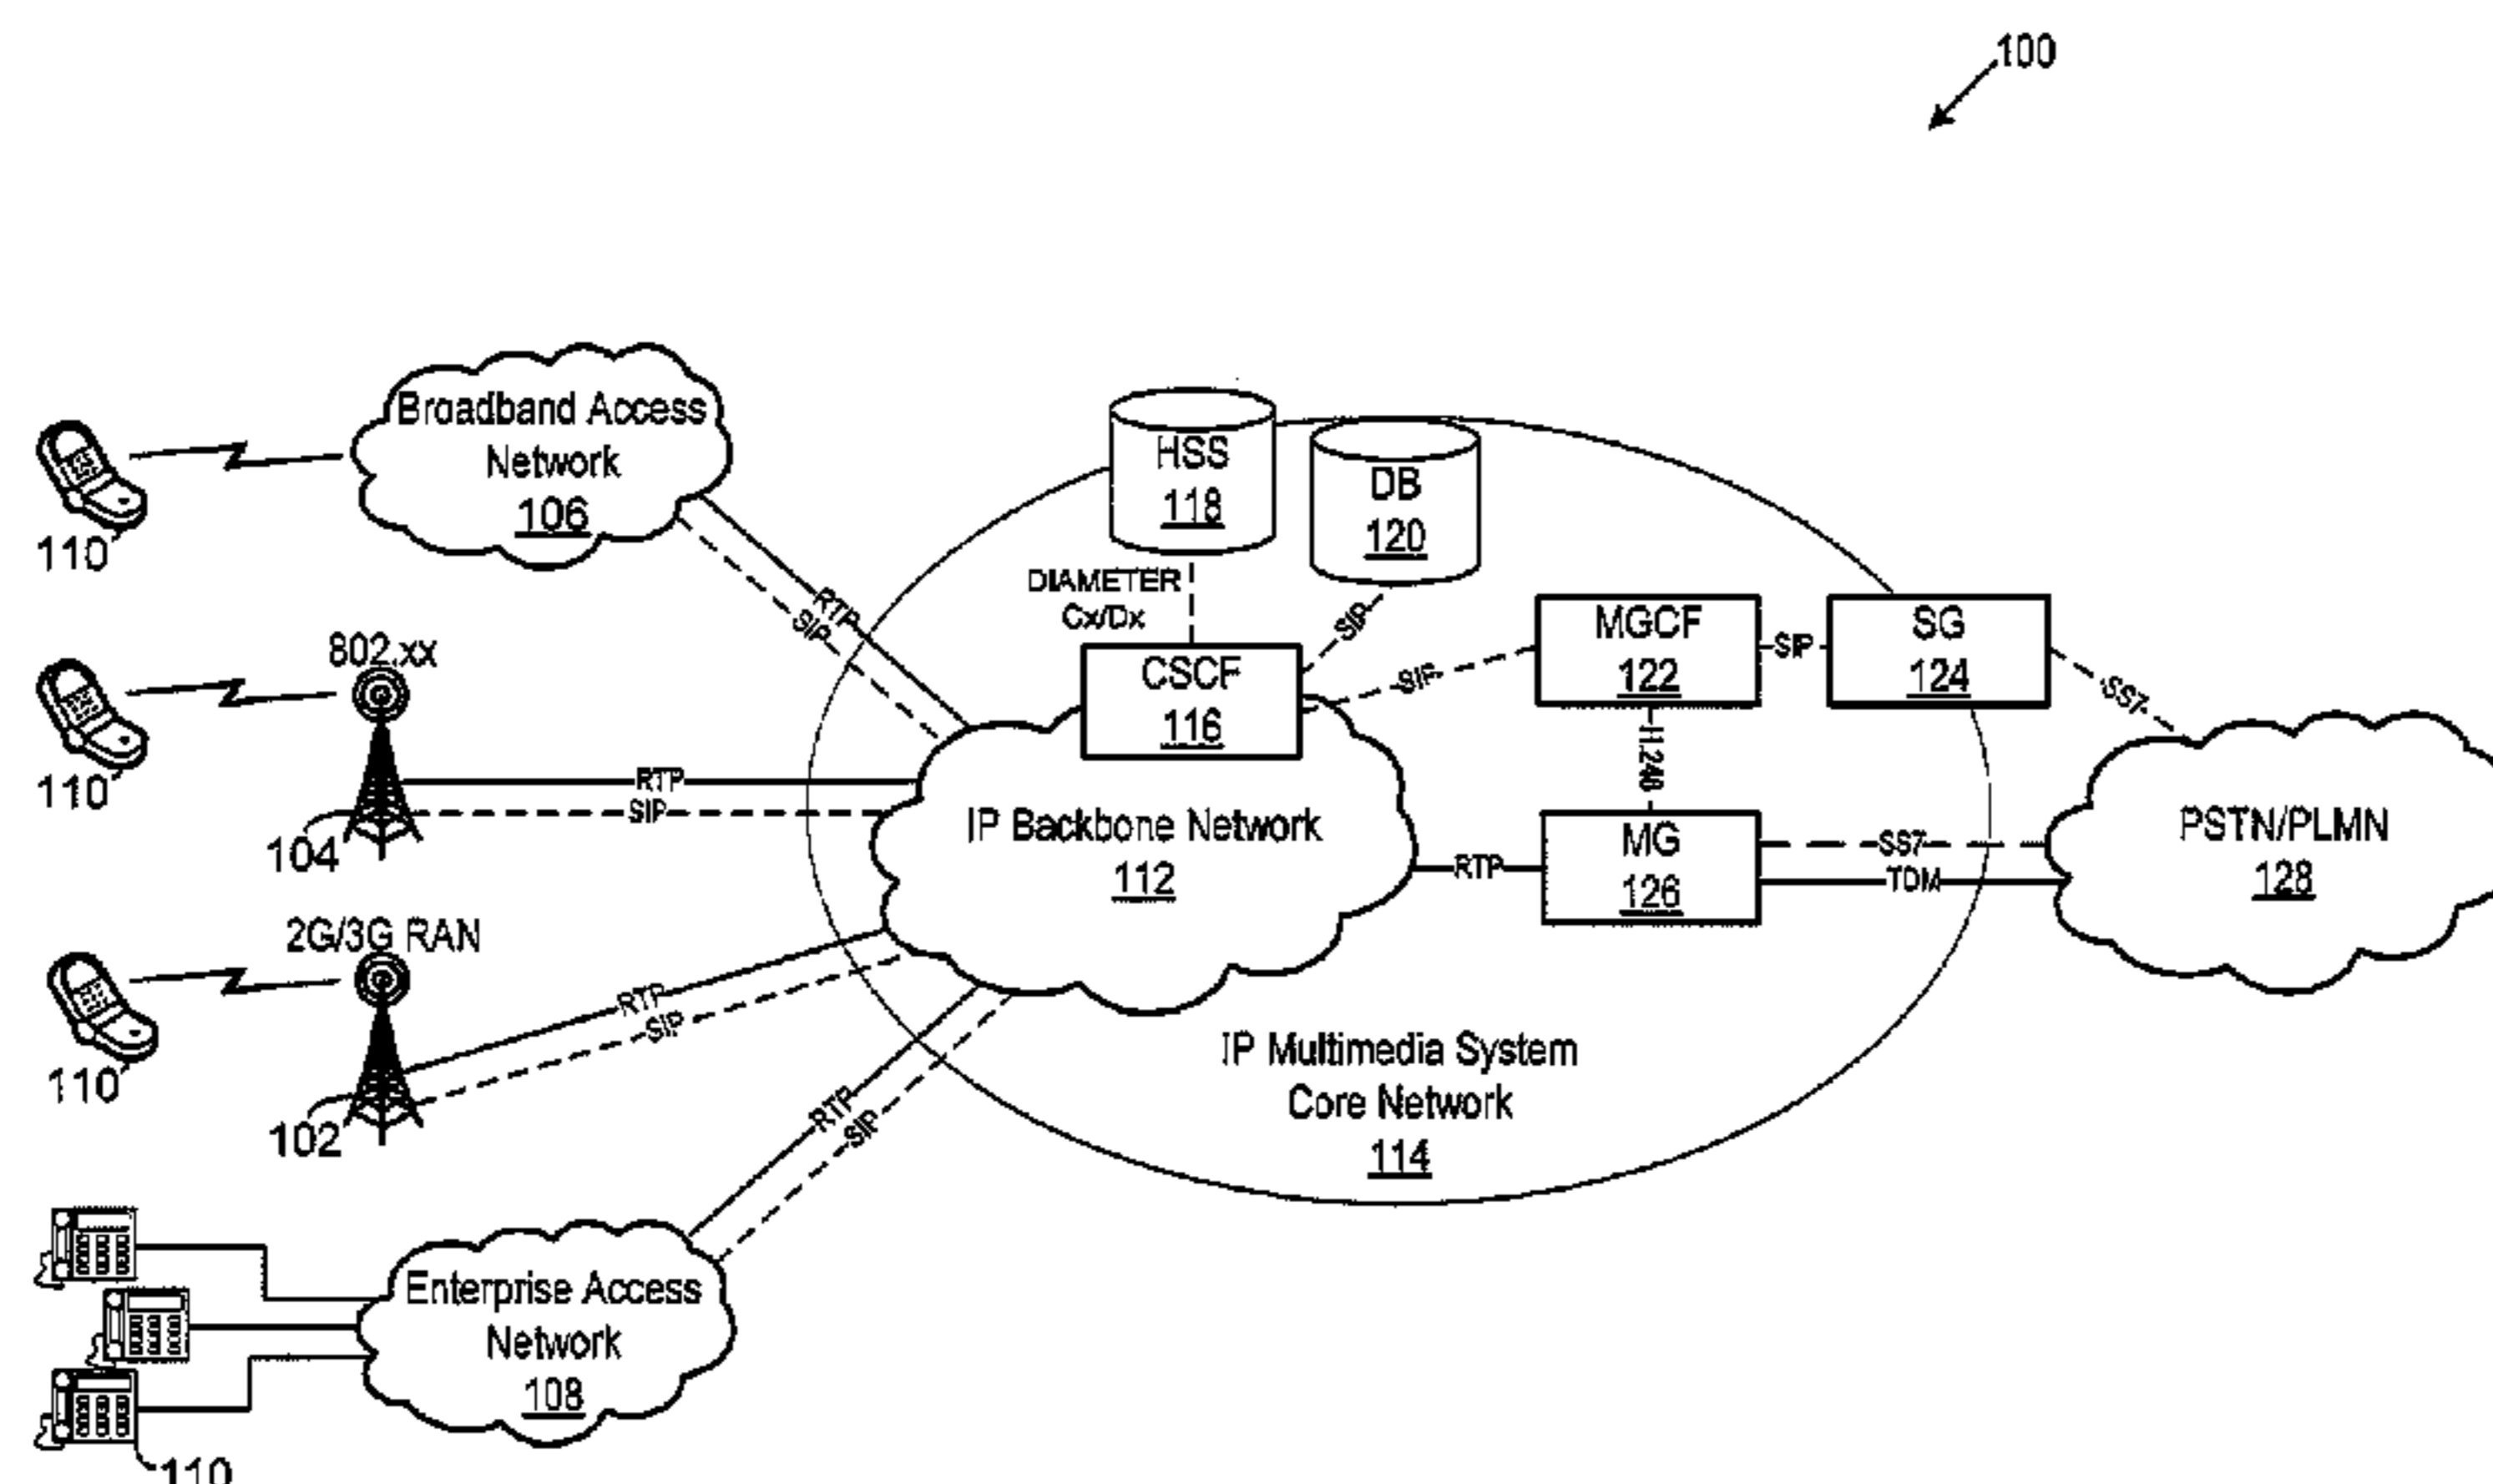 100
Broadband Access
Network
106
110
HSS
118
DB
120
DIAMETER
Cx/Dx
RTP
SIP
SIP
CSCF
116
SIP
MGCF
122
SIP
SG
124
SS7
802.xx
110
104
RTP
SIP
IP Backbone Network
112
RTP
MG
126
SS7
TDM
PSTN/PLMN
128
2G/3G RAN
110
102
RTP
SIP
IP Multimedia System
Core Network
114
RTP
SIP
Enterprise Access
Network
108
110